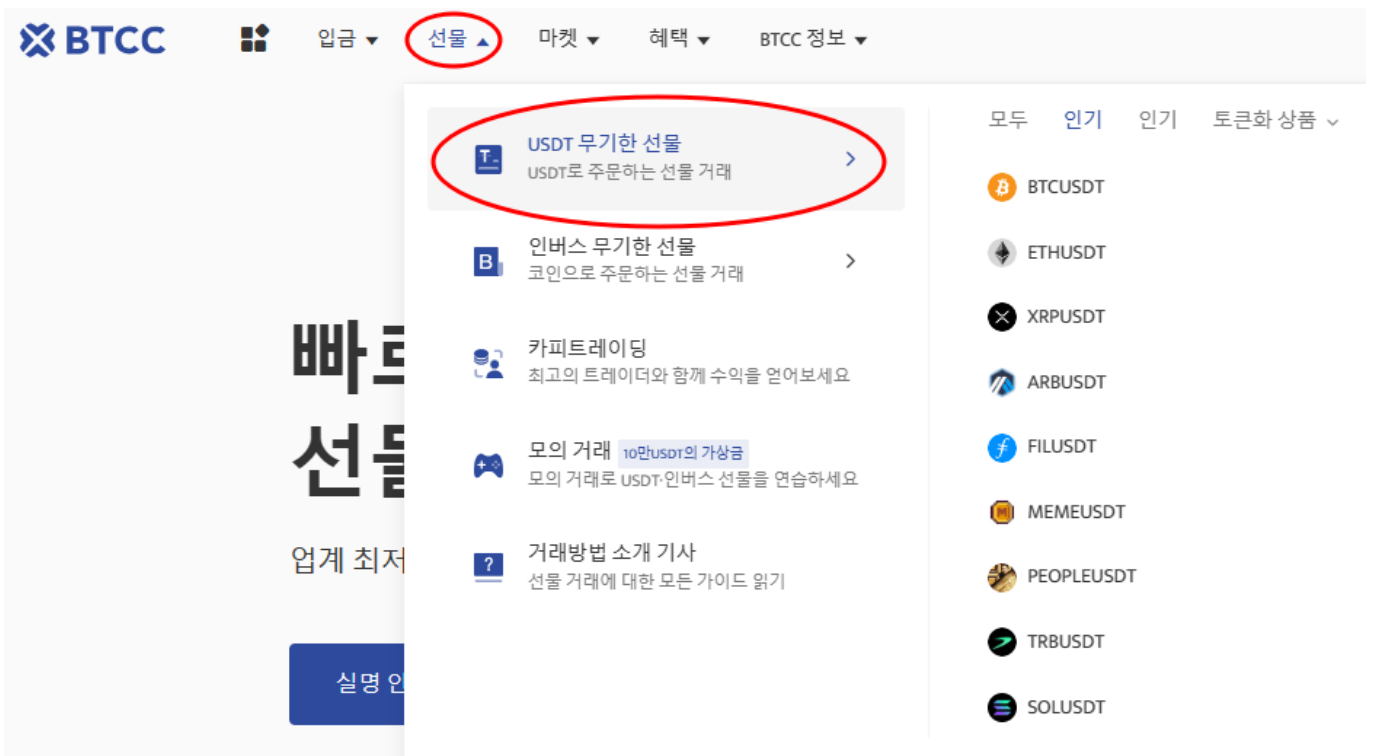 BTCC
입금
선물
마켓
혜택
BTCC 정보
USDT 무기한 선물
USDT로 주문하는 선물 거래
인버스 무기한 선물
코인으로 주문하는 선물 거래
카피트레이딩
최고의 트레이더와 함께 수익을 얻어보세요
모의 거래 10만USDT의 가상금
모의 거래로 USDT·인버스 선물을 연습하세요
거래방법 소개 기사
선물 거래에 대한 모든 가이드 읽기
모두 인기 인기 토큰화 상품
BTCUSDT
ETHUSDT
XRPUSDT
ARBUSDT
FILUSDT
MEMEUSDT
PEOPLEUSDT
TRBUSDT
SOLUSDT
업계 최저
실명